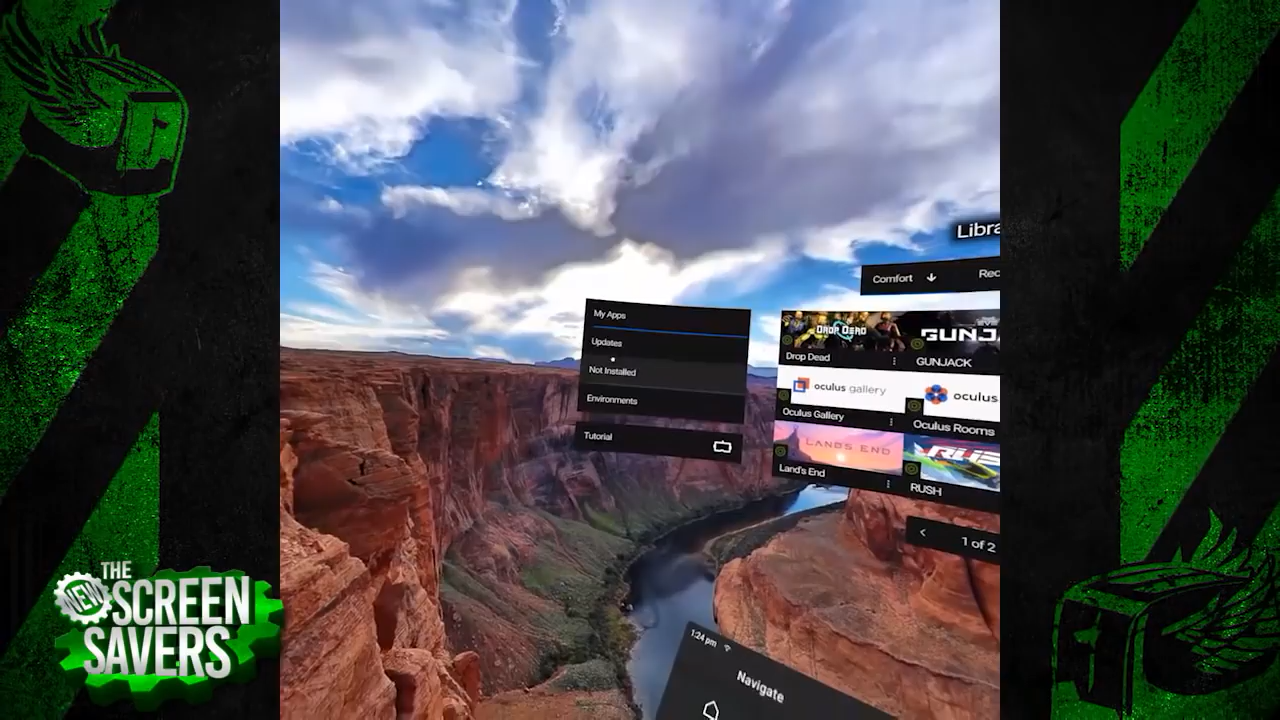 Libra
Comfort
Rec
My Apps
Updates
Not Installed
Environments
Tutorial
DROP DEAD
Drop Dead
GUNJ
GUNJACK
oculus gallery
Oculus Gallery
oculus
Oculus Rooms
LANDS END
Land's End
RUS
RUSH
1 of 2
1:24 pm
Navigate
THE
NEW SCREEN
SAVERS